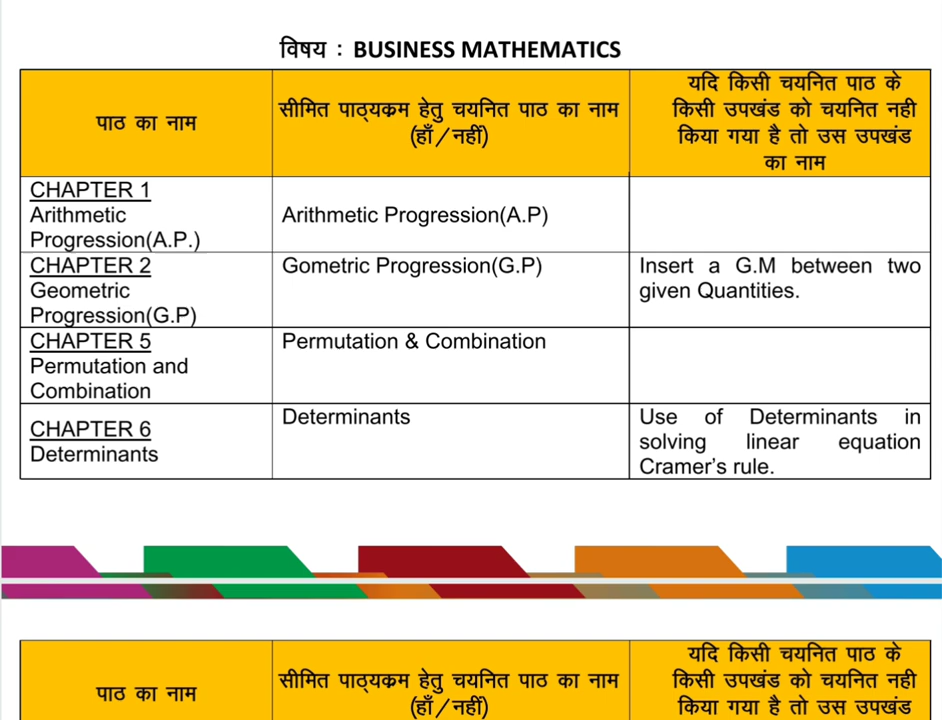 विषय : BUSINESS MATHEMATICS
पाठ का नाम
सीमित पाठ्यक्रम हेतु चयनित पाठ का नाम
(हाँ/नहीं)
यदि किसी चयनित पाठ के
किसी उपखंड को चयनित नही
किया गया है तो उस उपखंड
का नाम
CHAPTER 1
Arithmetic
Progression(A.P.)
Arithmetic Progression(A.P)
CHAPTER 2
Geometric
Progression(G.P)
Gometric Progression(G.P)
Insert a G.M between two
given Quantities.
CHAPTER 5
Permutation and
Combination
Permutation & Combination
CHAPTER 6
Determinants
Determinants
Use of Determinants in
solving linear equation
Cramer's rule.
पाठ का नाम
सीमित पाठ्यक्रम हेतु चयनित पाठ का नाम
(हाँ/नहीं)
यदि किसी चयनित पाठ के
किसी उपखंड को चयनित नही
किया गया है तो उस उपखंड